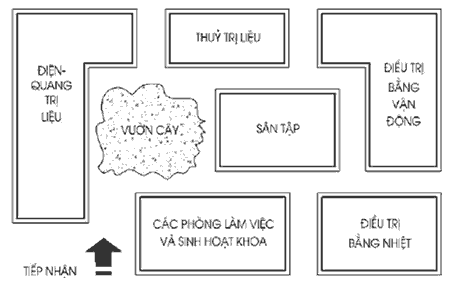 ĐIỆN-
QUANG TRỊ
LIỆU
THUỶ TRỊ LIỆU
ĐIỀU TRỊ
BẰNG
VẬN
ĐỘNG
VƯỜN CÂY
SÂN TẬP
CÁC PHÒNG LÀM VIỆC
VÀ SINH HOẠT KHOA
ĐIỀU TRỊ
BẰNG NHIỆT
TIẾP NHẬN